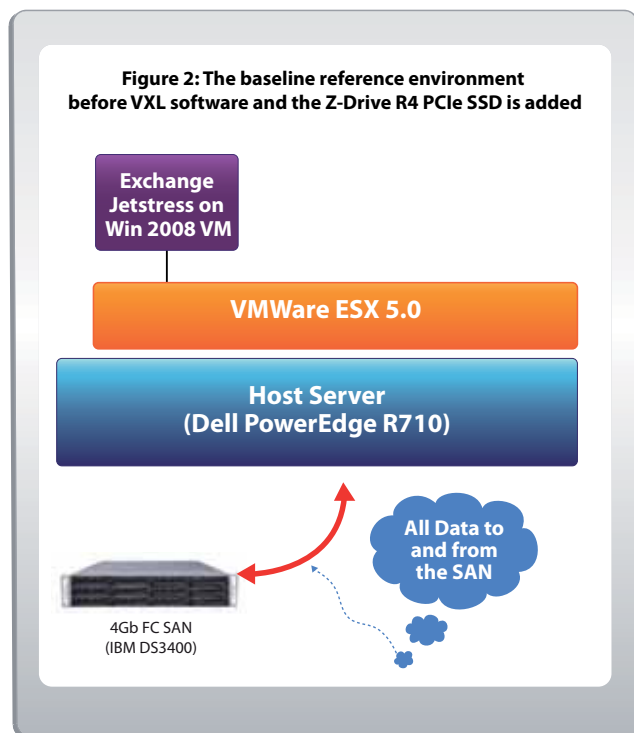 Figure 2: The baseline reference environment
before VXL software and the Z-Drive R4 PCIe SSD is added
Exchange
Jetstress on
Win 2008 VM
VMWare ESX 5.0
Host Server
(Dell PowerEdge R710)
All Data to
and from
the SAN
4Gb FC SAN
(IBM DS3400)